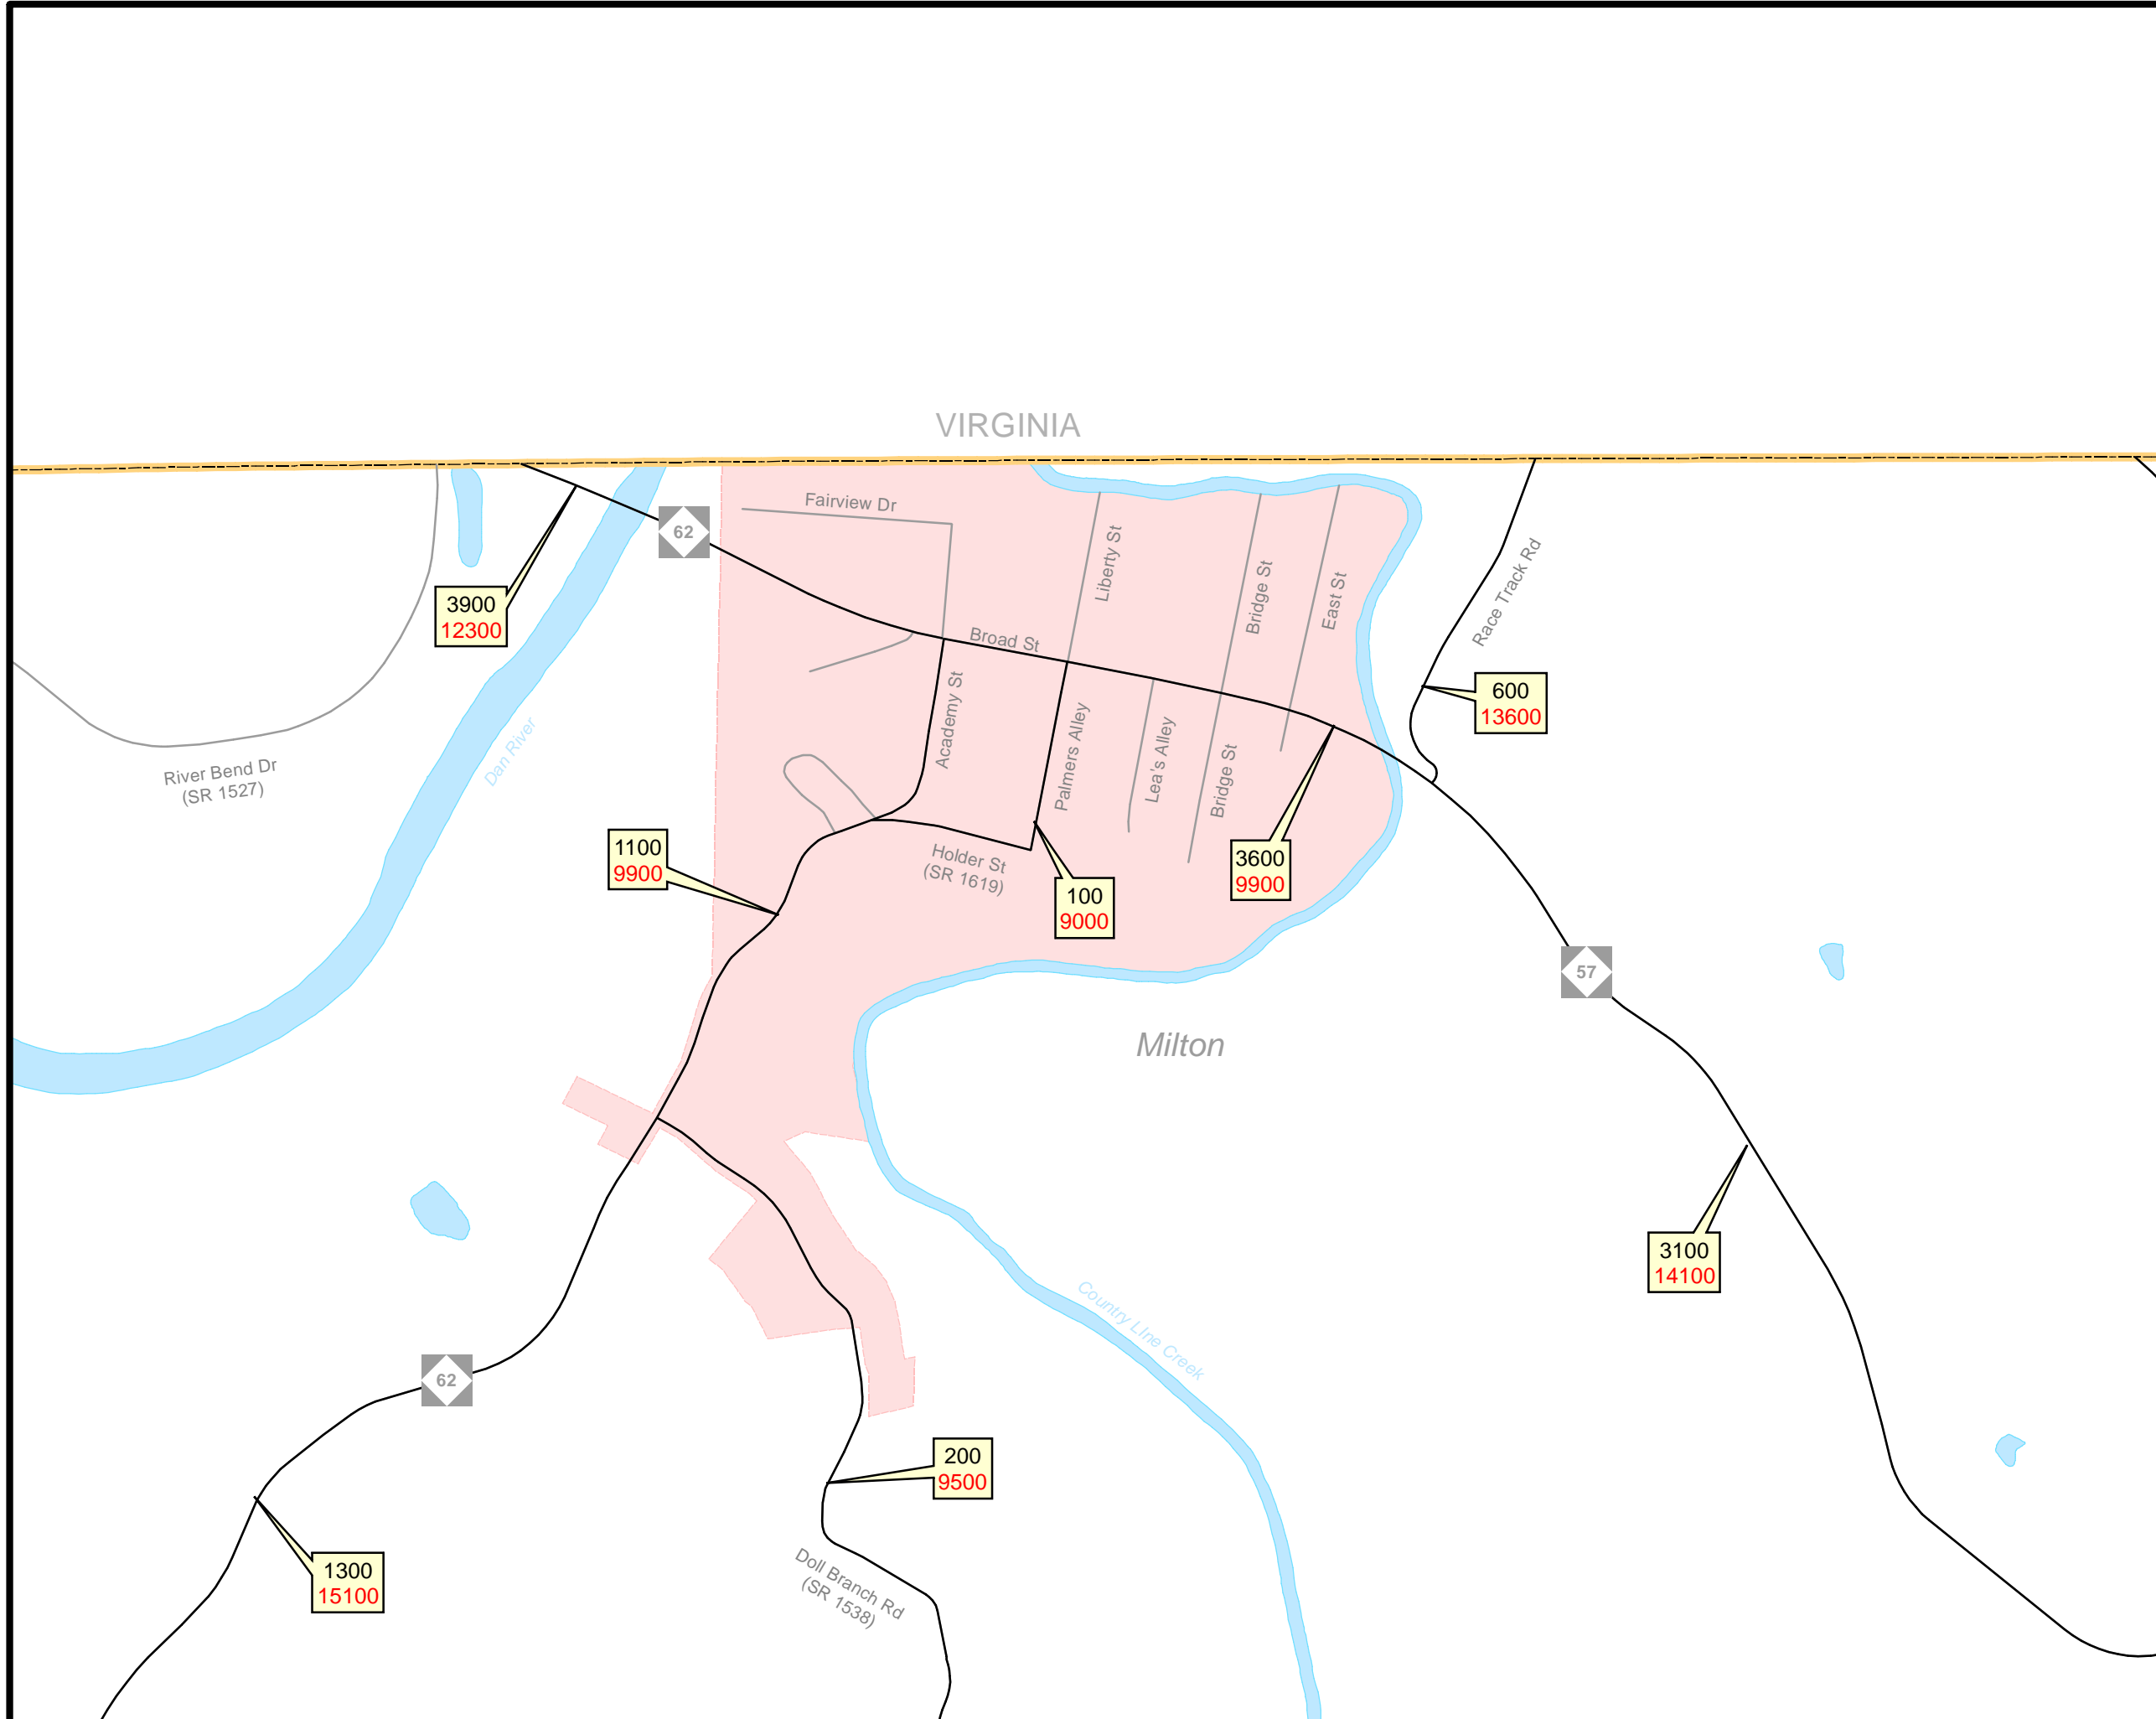 VIRGINIA
Fairview Dr
62
Liberty St
Bridge St
East St
Race Track Rd
3900
12300
Broad St
600
13600
Academy St
Palmers Alley
Lea's Alley
Bridge St
Dan River
River Bend Dr
(SR 1527)
1100
9900
Holder St
(SR 1619)
3600
9900
100
9000
57
Milton
3100
14100
Country LIne Creek
62
200
9500
1300
15100
Doll Branch Rd
(SR 1538)